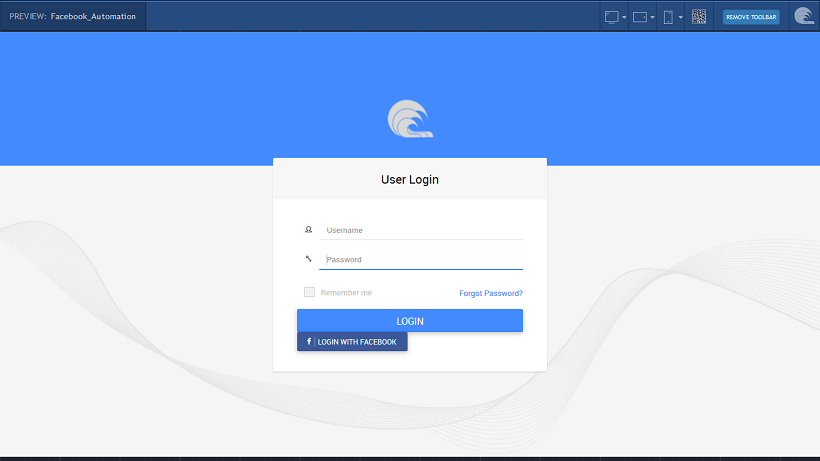 PREVIEW: Facebook_Automation
REMOVE TOOLBAR
User Login
Username
Password
Remember me
Forgot Password?
LOGIN
f LOGIN WITH FACEBOOK